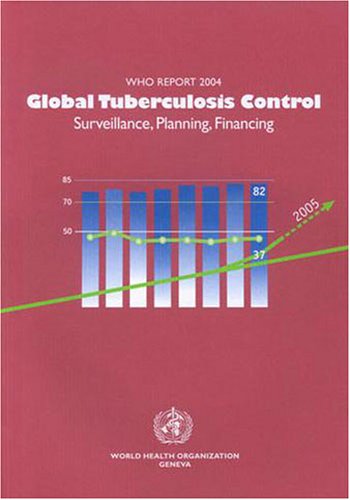 WHO REPORT 2004
Global Tuberculosis Control
Surveillance, Planning, Financing
85
70
50
82
2005
37
WORLD HEALTH ORGANIZATION
GENEVA